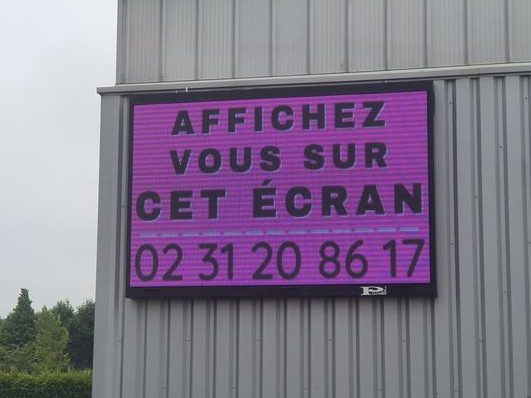 AFFICHEZ
VOUS SUR
CET ÉCRAN
02 31 20 86 17